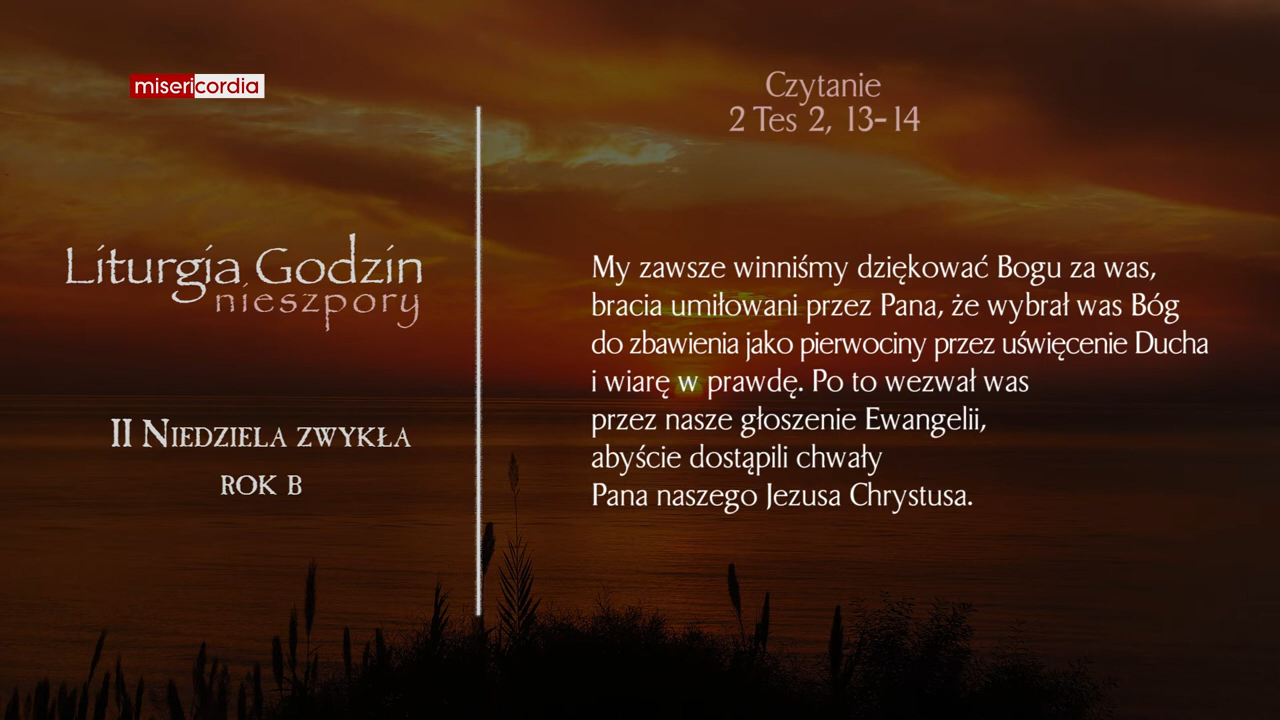 misericordia
Liturgia Godzin
nieszpory
II Niedziela zwykła
rok B
Czytanie
2 Tes 2, 13-14
My zawsze winniśmy dziękować Bogu za was,
bracia umiłowani przez Pana, że wybrał was Bóg
do zbawienia jako pierwociny przez uświęcenie Ducha
i wiarę w prawdę. Po to wezwał was
przez nasze głoszenie Ewangelii,
abyście dostąpili chwały
Pana naszego Jezusa Chrystusa.